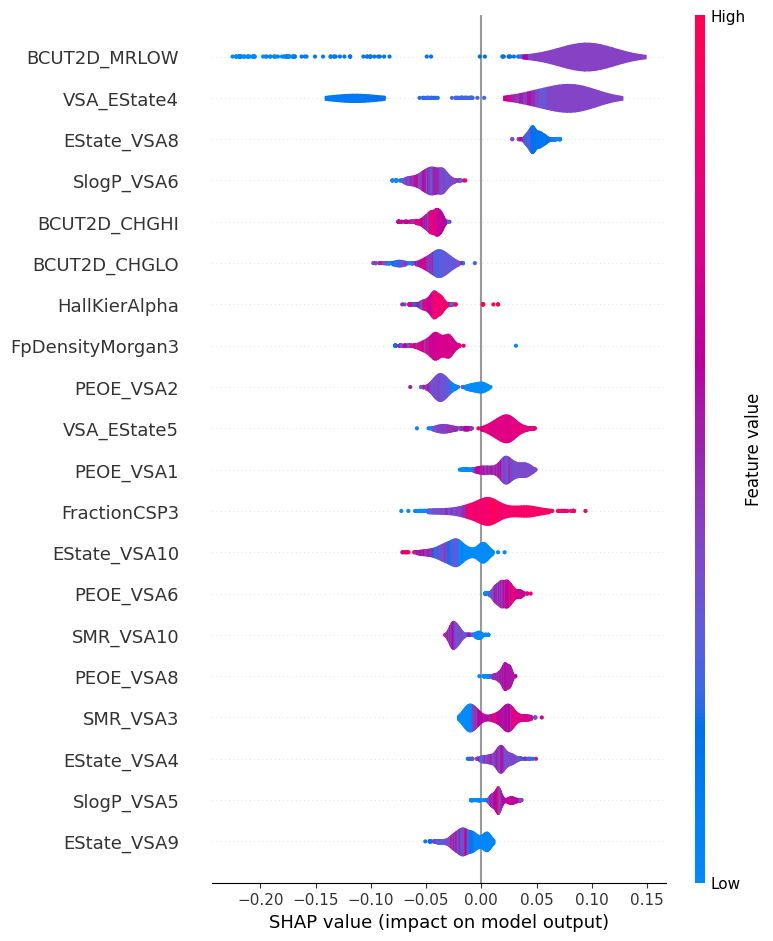 High
BCUT2D_MRLOW
VSA_EState4
EState_VSA8
SlogP_VSA6
BCUT2D_CHGHI
BCUT2D_CHGLO
HallKierAlpha
FpDensityMorgan3
PEOE_VSA2
VSA_EState5
PEOE_VSA1
FractionCSP3
EState_VSA10
PEOE_VSA6
SMR_VSA10
PEOE_VSA8
SMR_VSA3
EState_VSA4
SlogP_VSA5
EState_VSA9
Feature value
Low
−0.20 −0.15 −0.10 −0.05 0.00 0.05 0.10 0.15
SHAP value (impact on model output)